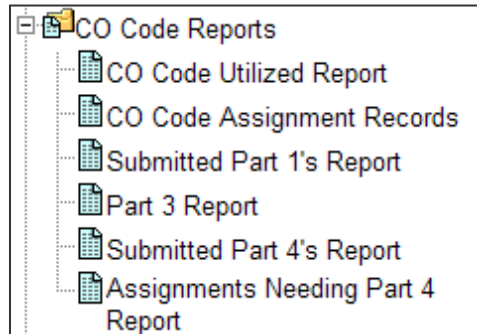 CO Code Reports
CO Code Utilized Report
CO Code Assignment Records
Submitted Part 1's Report
Part 3 Report
Submitted Part 4's Report
Assignments Needing Part 4
Report